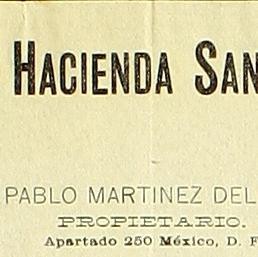 HACIENDA SAN
PABLO MARTINEZ DEL
PROPIETARIO.
Apartado 250 México, D. F